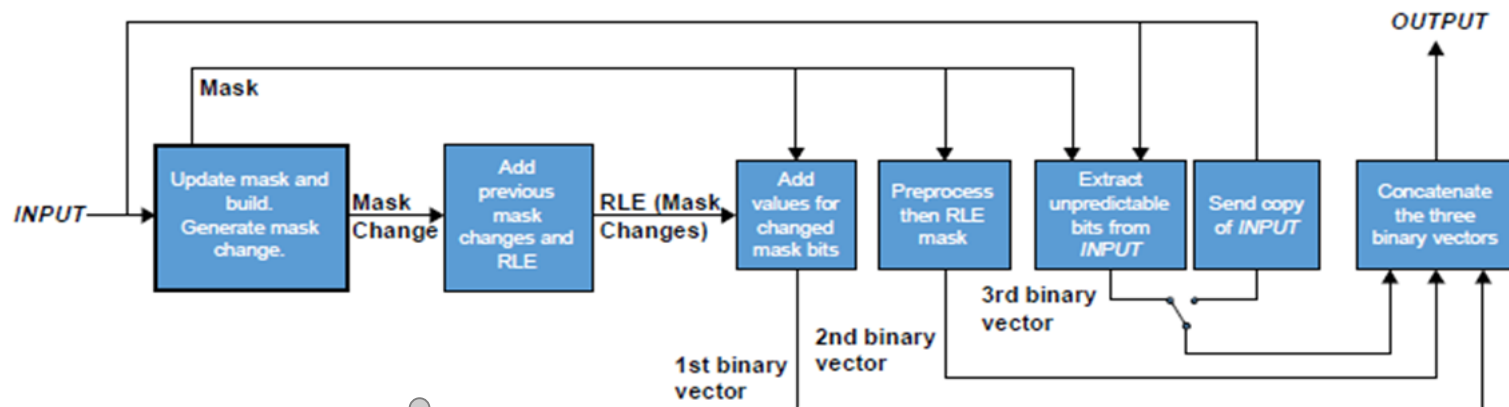 OUTPUT
Mask
INPUT
Update mask and
build.
Generate mask
change.
Mask
Change
Add
previous
mask
changes and
RLE
RLE (Mask
Changes)
Add
values for
changed
mask bits
Preprocess
then RLE
mask
Extract
unpredictable
bits from
INPUT
Send copy
of INPUT
Concatenate
the three
binary vectors
3rd binary
vector
2nd binary
vector
1st binary
vector